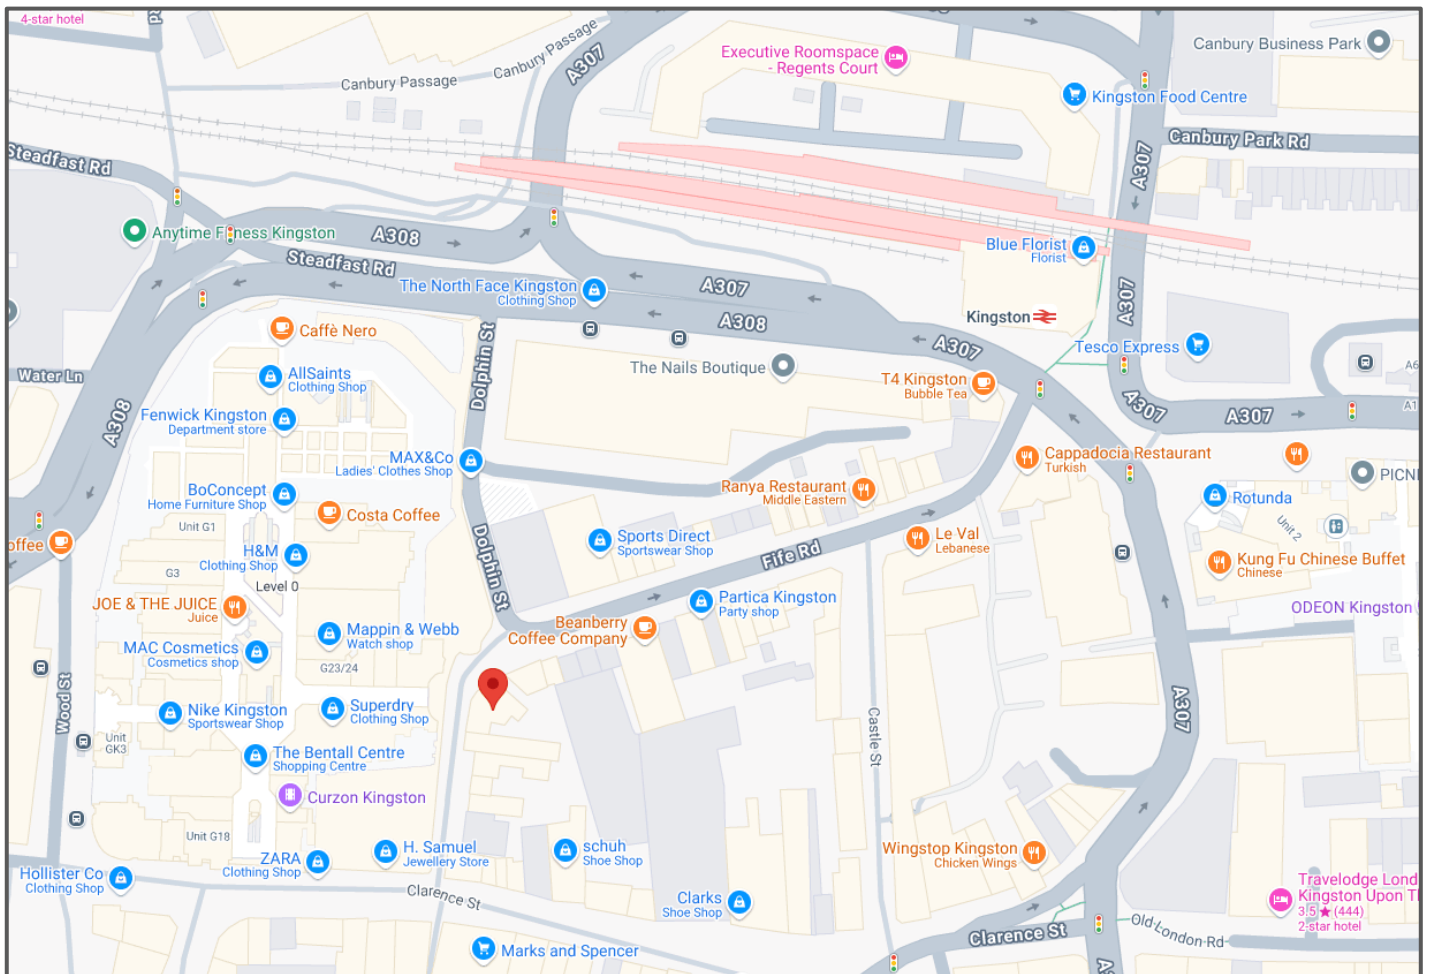 4-star hotel
Canbury Passage
Canbury Passage
A307
Executive Roomspace
- Regents Court
Canbury Business Park
Kingston Food Centre
Canbury Park Rd
Steadfast Rd
A307
Anytime Fitness Kingston
A308
Steadfast Rd
Blue Florist
Florist
The North Face Kingston
Clothing Shop
A307
A308
A307
Kingston
A307
Tesco Express
Caffè Nero
The Nails Boutique
Dolphin St
AllSaints
Clothing Shop
Water Ln
T4 Kingston
Bubble Tea
A307
A307
A308
Fenwick Kingston
Department store
MAX&Co
Ladies' Clothes Shop
Cappadocia Restaurant
Turkish
PICNI
BoConcept
Home Furniture Shop
Ranya Restaurant
Middle Eastern
Rotunda
Unit G1
Costa Coffee
Unit 2
offee
H&M
Clothing Shop
Sports Direct
Sportswear Shop
Le Val
Lebanese
Fife Rd
Kung Fu Chinese Buffet
Chinese
G3
Level 0
Dolphin St
JOE & THE JUICE
Juice
Partica Kingston
Party shop
ODEON Kingston
Mappin & Webb
Watch shop
Beanberry
Coffee Company
MAC Cosmetics
Cosmetics shop
G23/24
Wood St
Nike Kingston
Sportswear Shop
Superdry
Clothing Shop
Castle St
A307
Unit
GK3
The Bentall Centre
Shopping Centre
Curzon Kingston
Unit G18
H. Samuel
Jewellery Store
schuh
Shoe Shop
Wingstop Kingston
Chicken Wings
ZARA
Clothing Shop
Hollister Co
Clothing Shop
Clarence St
Clarks
Shoe Shop
Travelodge Lond
Kingston Upon T
3.5 ★ (444)
2-star hotel
Clarence St
Old London Rd
Marks and Spencer